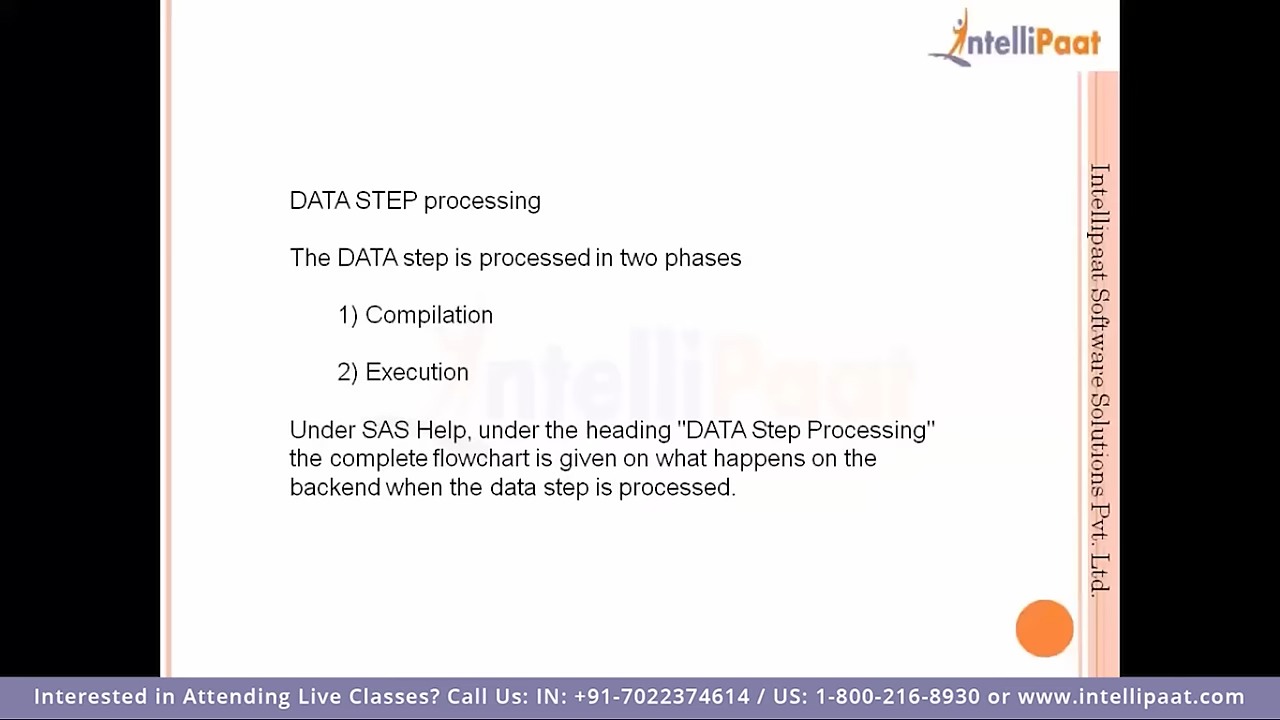 IntelliPaat
DATA STEP processing
The DATA step is processed in two phases
1) Compilation
2) Execution
Under SAS Help, under the heading "DATA Step Processing"
the complete flowchart is given on what happens on the
backend when the data step is processed.
IntelliPaat
Intellipaat Software Solutions Pvt. Ltd.
Interested in Attending Live Classes? Call Us: IN: +91-7022374614 / US: 1-800-216-8930 or www.intellipaat.com